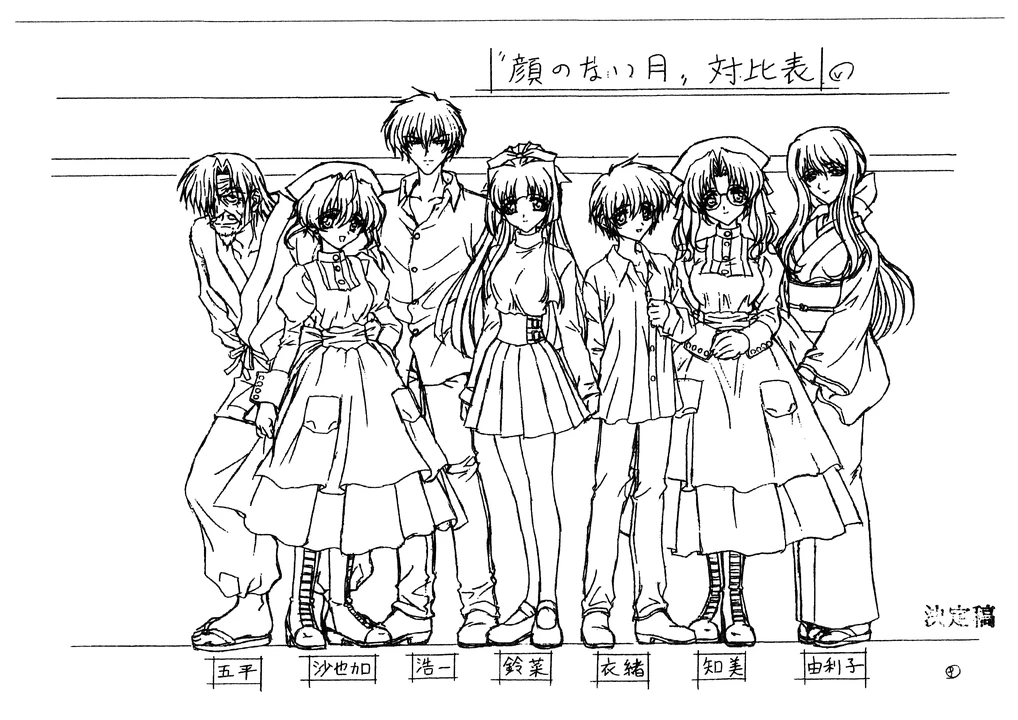 〝顔のない月〟対比表
決定稿
五平 沙也加 浩一 鈴菜 衣緒 知美 由利子